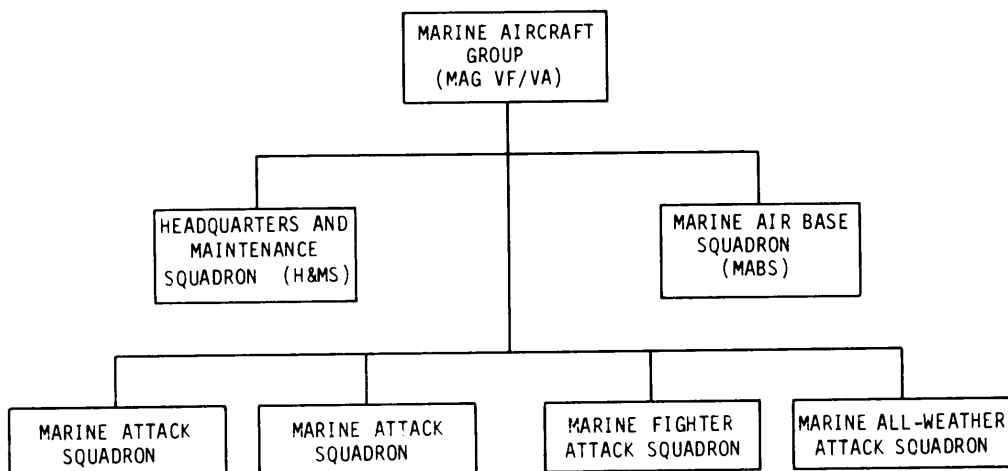 MARINE AIRCRAFT
GROUP
(MAG VF/VA)
HEADQUARTERS AND
MAINTENANCE
SQUADRON (H&MS)
MARINE AIR BASE
SQUADRON
(MABS)
MARINE ATTACK
SQUADRON
MARINE ATTACK
SQUADRON
MARINE FIGHTER
ATTACK SQUADRON
MARINE ALL-WEATHER
ATTACK SQUADRON